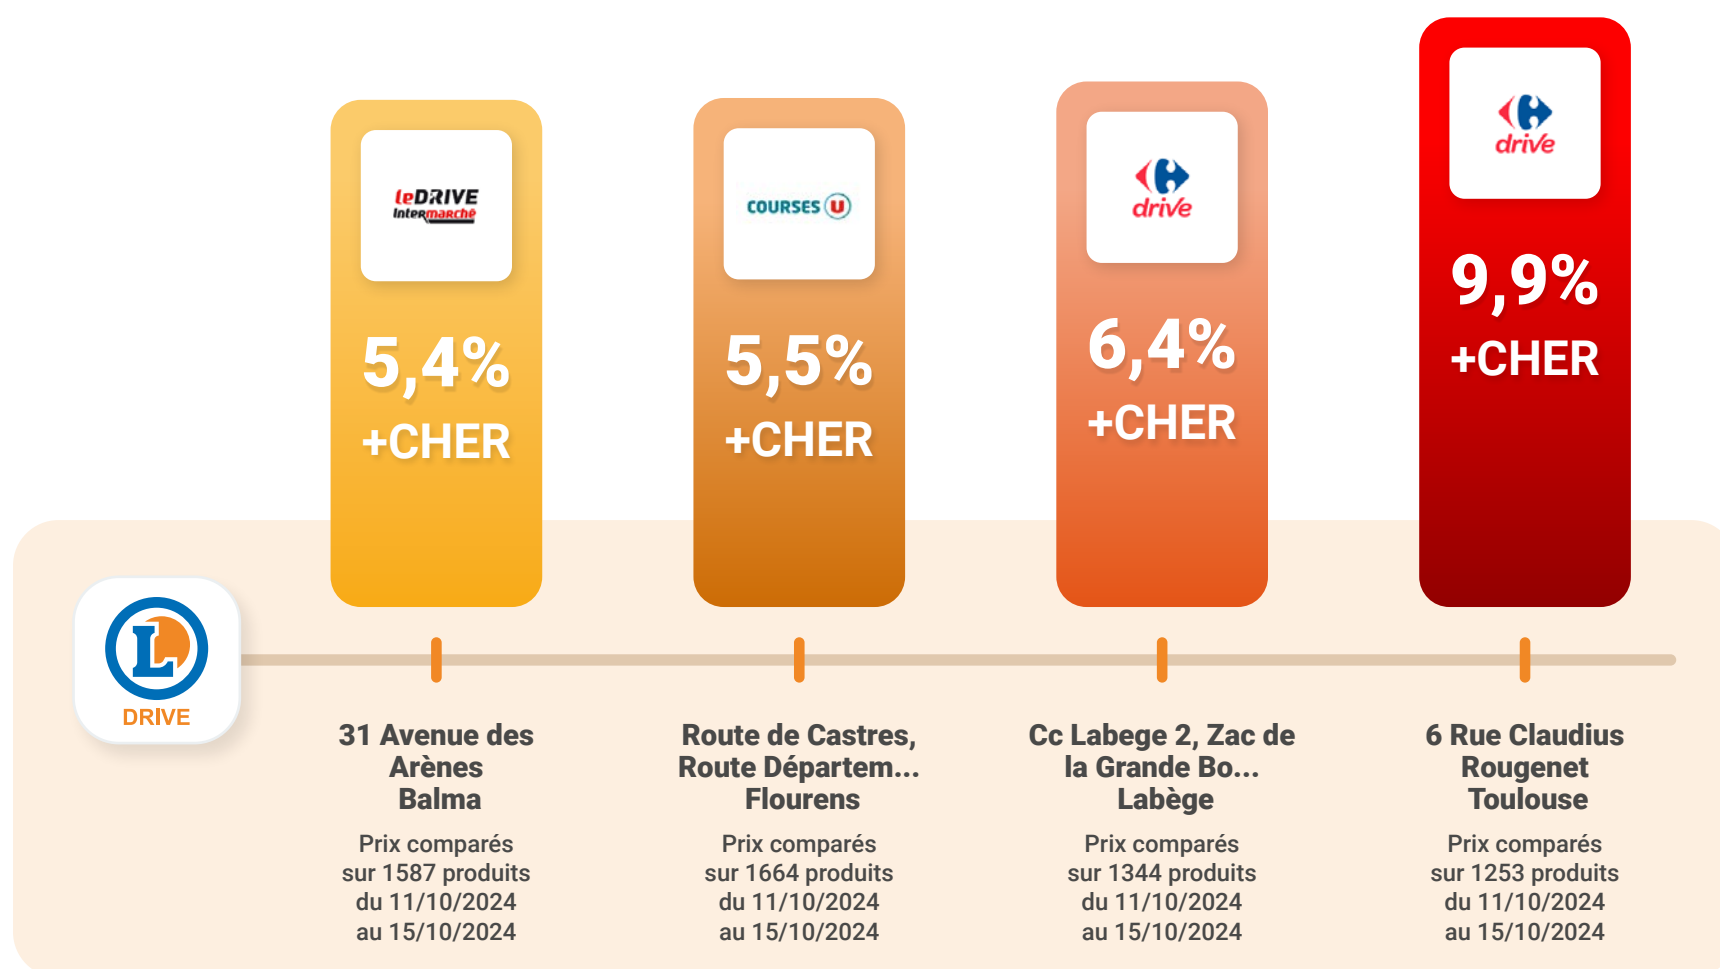 leDRIVE
Intermarché
5,4%
+CHER
COURSES U
5,5%
+CHER
drive
6,4%
+CHER
drive
9,9%
+CHER
L
DRIVE
31 Avenue des
Arènes
Balma
Prix comparés
sur 1587 produits
du 11/10/2024
au 15/10/2024
Route de Castres,
Route Départem...
Flourens
Prix comparés
sur 1664 produits
du 11/10/2024
au 15/10/2024
Cc Labege 2, Zac de
la Grande Bo...
Labège
Prix comparés
sur 1344 produits
du 11/10/2024
au 15/10/2024
6 Rue Claudius
Rougenet
Toulouse
Prix comparés
sur 1253 produits
du 11/10/2024
au 15/10/2024